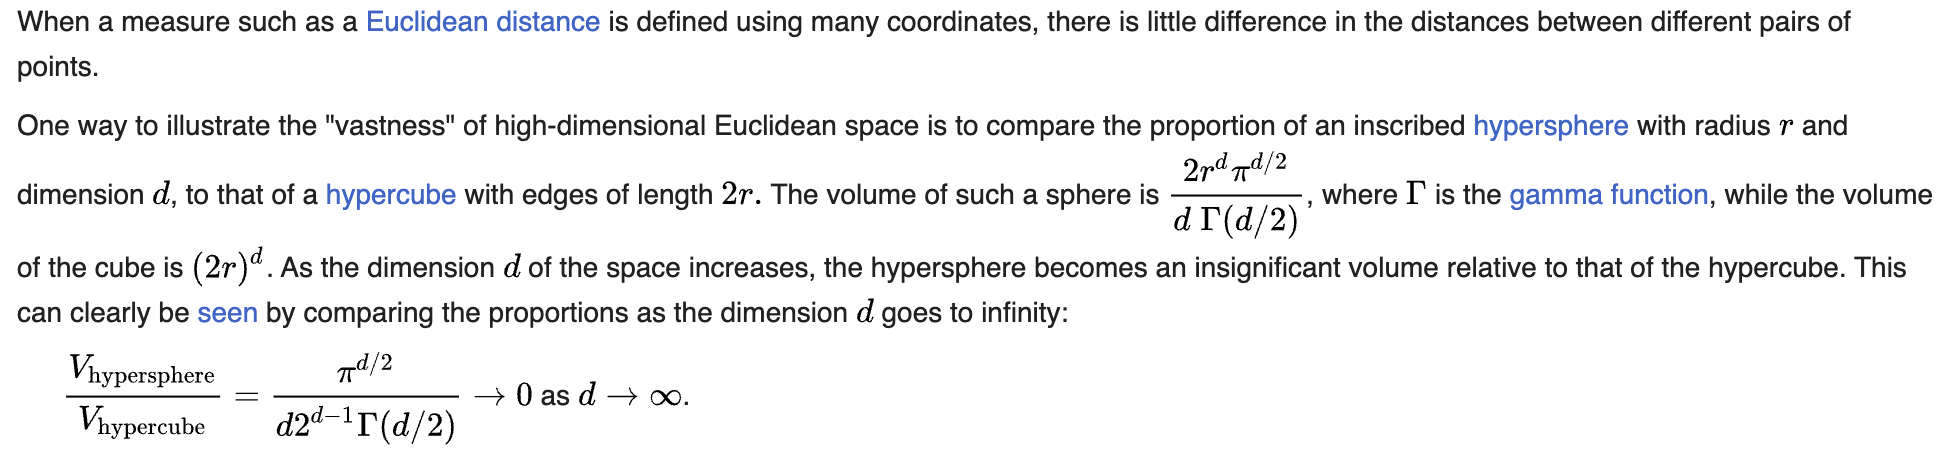 When a measure such as a Euclidean distance is defined using many coordinates, there is little difference in the distances between different pairs of
points.
One way to illustrate the "vastness" of high-dimensional Euclidean space is to compare the proportion of an inscribed hypersphere with radius $r$ and
dimension $d$, to that of a hypercube with edges of length $2r.$ The volume of such a sphere is $\frac{2r^d\pi^{d/2}}{d\;\Gamma(d/2)}$, where $\Gamma$ is the gamma function, while the volume
of the cube is $(2r)^d$. As the dimension $d$ of the space increases, the hypersphere becomes an insignificant volume relative to that of the hypercube. This
can clearly be seen by comparing the proportions as the dimension $d$ goes to infinity:
$\frac{V_{\mathrm{hypersphere}}}{V_{\mathrm{hypercube}}} = \frac{\pi^{d/2}}{d2^{d-1}\Gamma(d/2)} \rightarrow 0$ as $d \rightarrow \infty$.